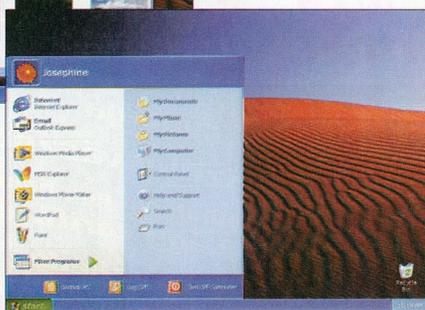 Josephine
Internet
Internet Explorer
Email
Outlook Express
Windows Media Player
MSN Explorer
Windows Movie Maker
WordPad
Paint
More Programs
My Documents
My Music
My Pictures
My Computer
Control Panel
Help and Support
Search
Run
Log Off
Turn Off Computer
start
Recycle
Bin